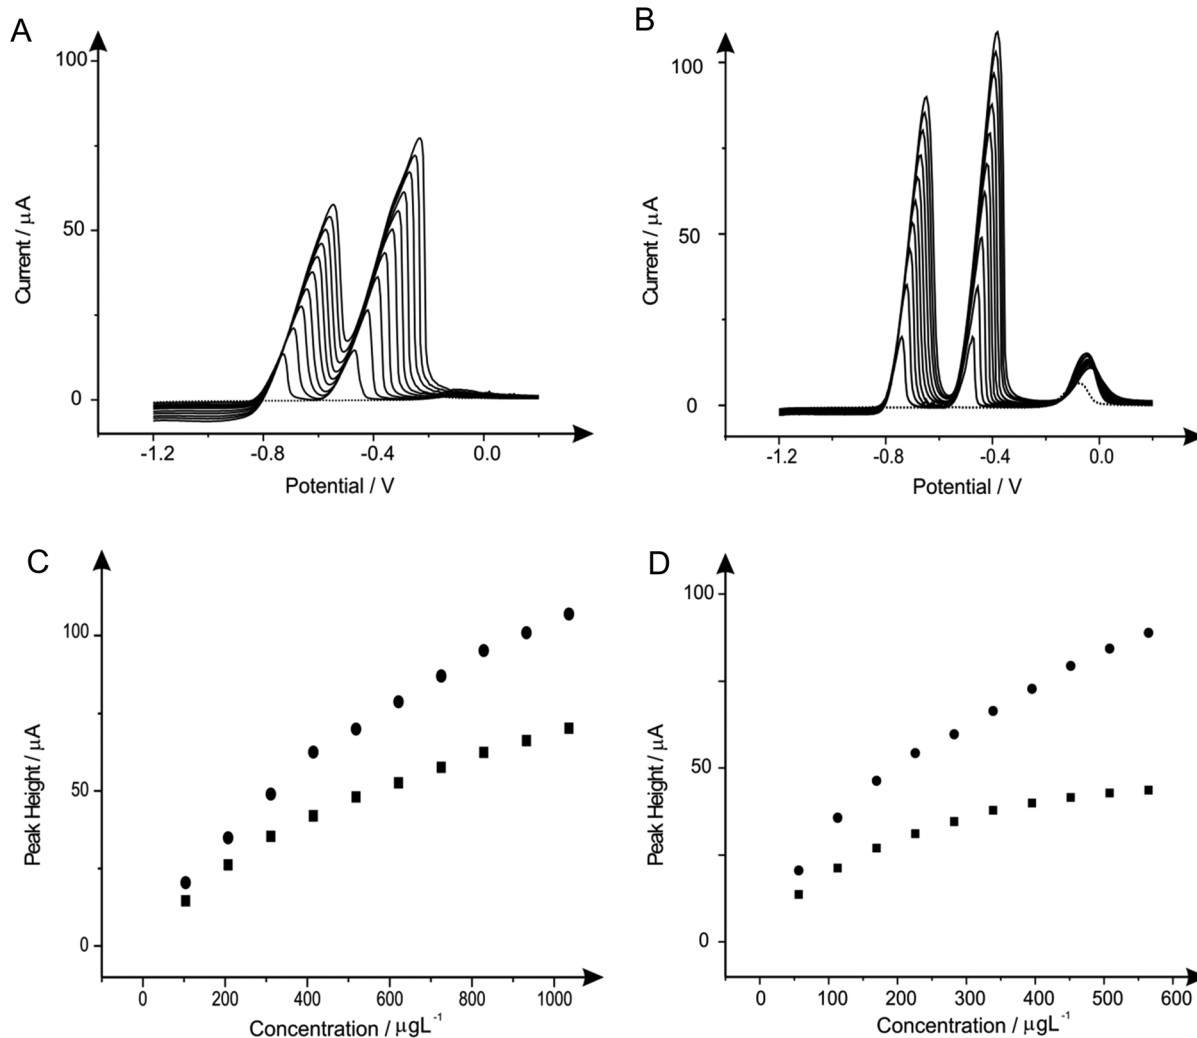 A
100
50
0
Current / μA
-1.2 -0.8 -0.4 0.0
Potential / V
B
100
50
0
Current / μA
-1.2 -0.8 -0.4 0.0
Potential / V
C
100
50
0
Peak Height / μA
0 200 400 600 800 1000
Concentration / μgL⁻¹
D
100
50
0
Peak Height / μA
0 100 200 300 400 500 600
Concentration / μgL⁻¹